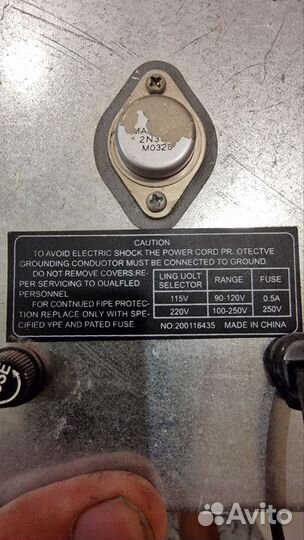 MA
2N3
M0328
CAUTION
TO AVOID ELECTRIC SHOCK THE POWER CORD PR. OTECTVE
GROUNDING CONDUOTOR MUST BE CONNECTED TO GROUND.
DO NOT REMOVE COVERS:RE-
PER SERVICING TO OUALFLED
PERSONNEL
FOR CONTNUED FIPE PROTEC-
TION REPLACE ONLY WITH SPE-
CIFIED YPE AND PATED FUSE.
LING UOLT SELECTOR RANGE FUSE
115V 90-120V 0.5A
220V 100-250V 250V
NO:200116435 MADE IN CHINA
Avito